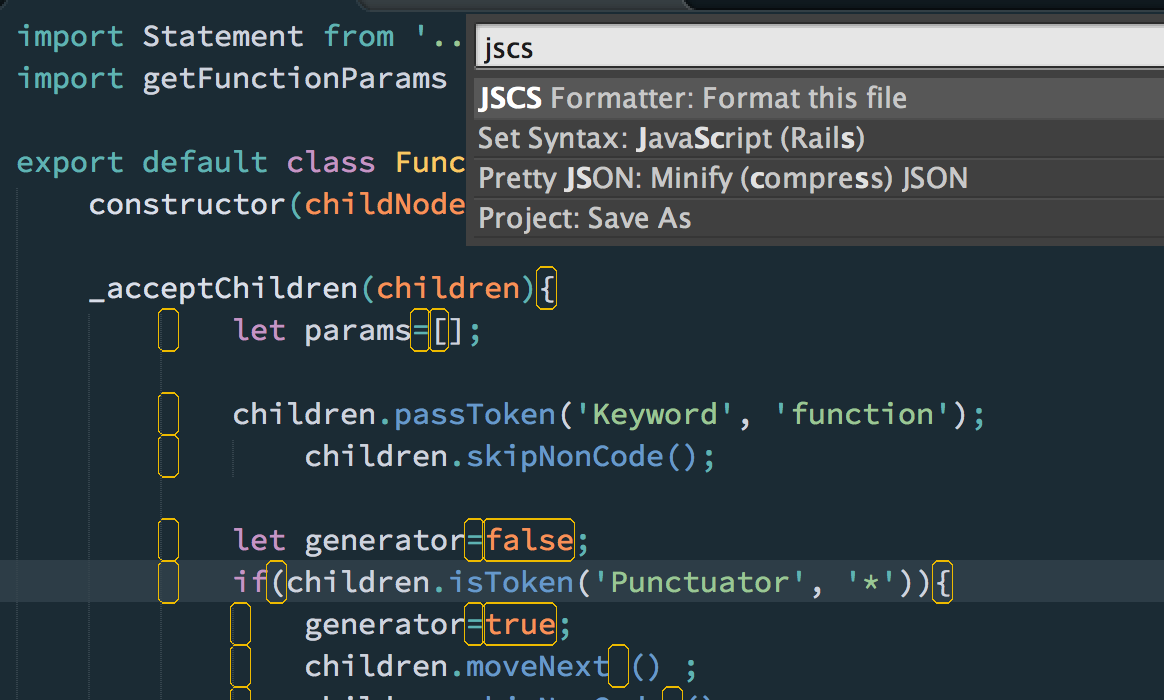 import Statement from '..
import getFunctionParams
export default class Func
constructor(childNode
jscs
JSCS Formatter: Format this file
Set Syntax: JavaScript (Rails)
Pretty JSON: Minify (compress) JSON
Project: Save As
_acceptChildren(children){
let params=[];
children.passToken('Keyword', 'function');
children.skipNonCode();
let generator=false;
if(children.isToken('Punctuator', '*')){
generator=true;
children.moveNext () ;